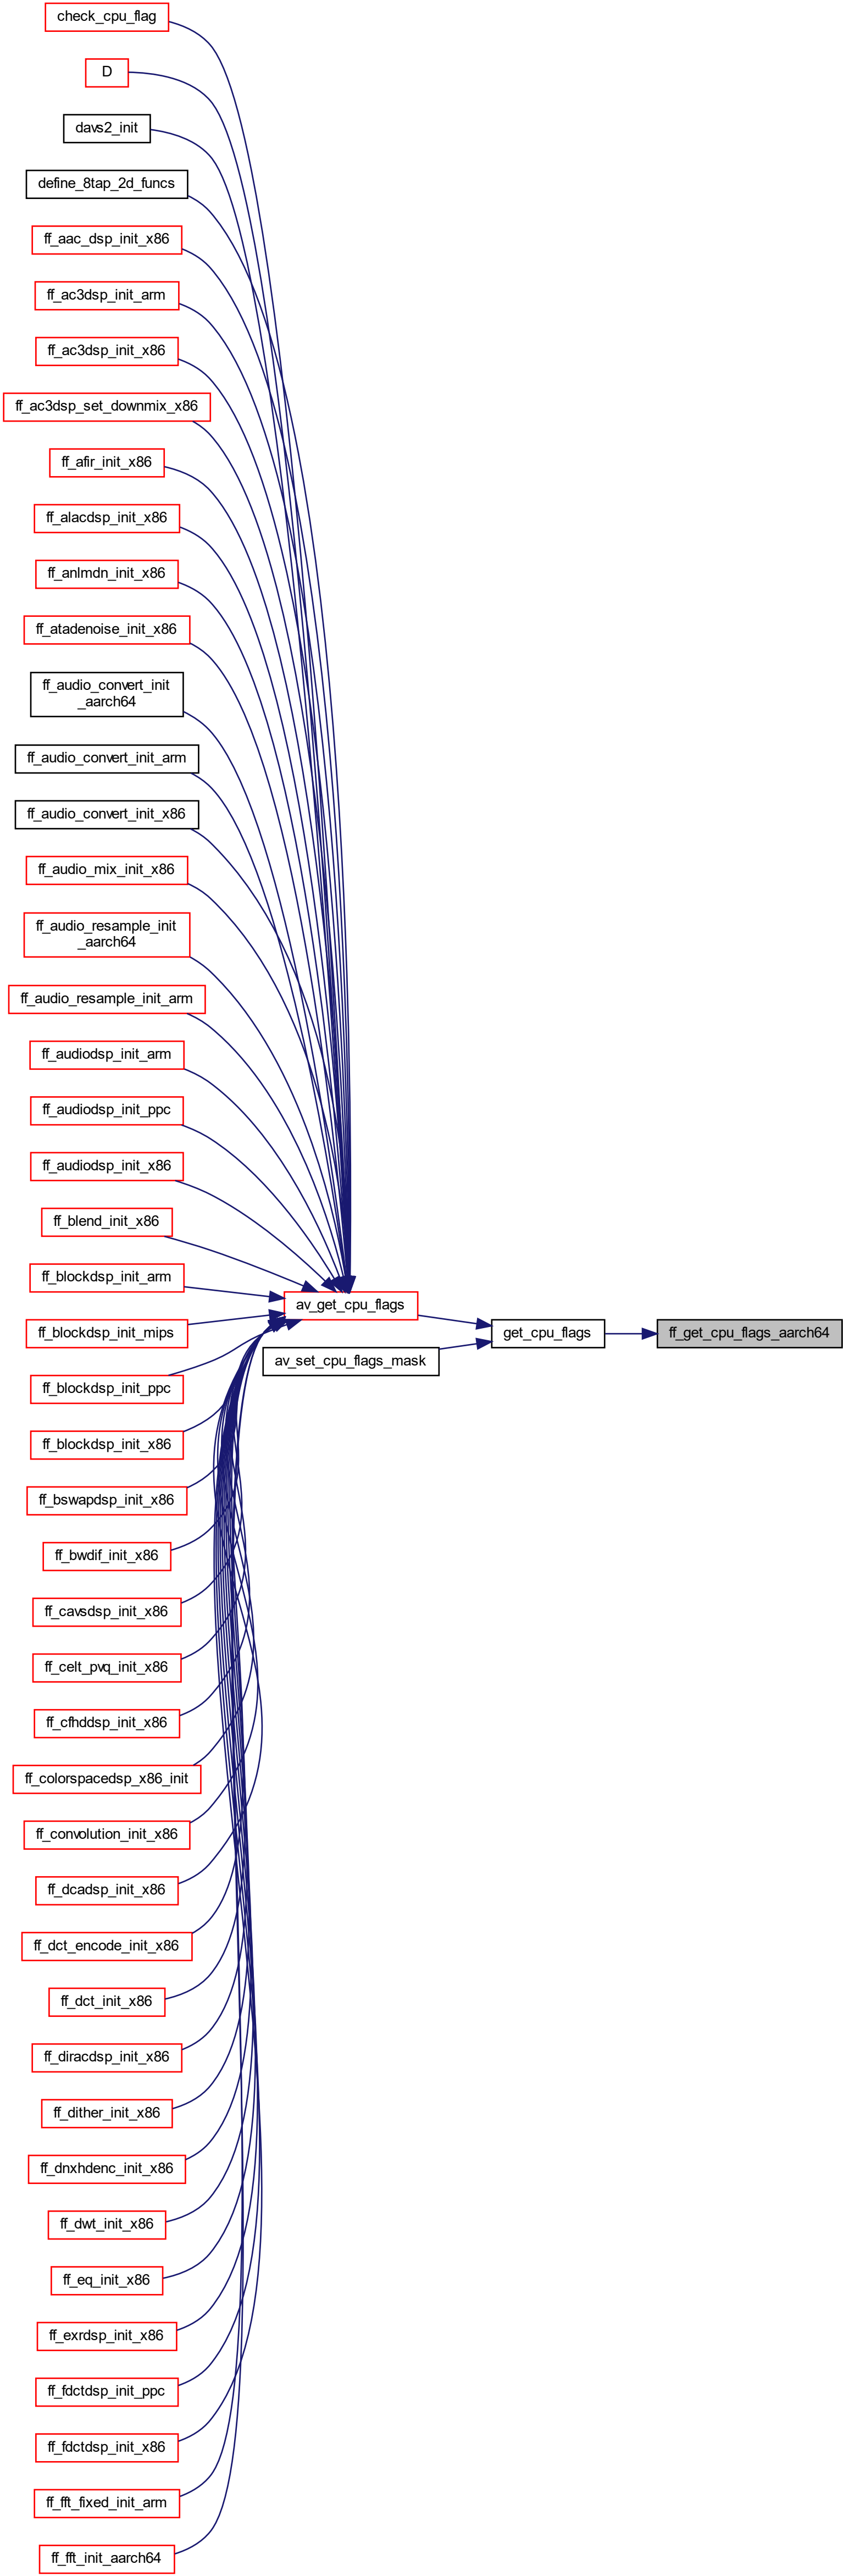 check_cpu_flag
D
davs2_init
define_8tap_2d_funcs
ff_aac_dsp_init_x86
ff_ac3dsp_init_arm
ff_ac3dsp_init_x86
ff_ac3dsp_set_downmix_x86
ff_afir_init_x86
ff_alacdsp_init_x86
ff_anlmdn_init_x86
ff_atadenoise_init_x86
ff_audio_convert_init
_aarch64
ff_audio_convert_init_arm
ff_audio_convert_init_x86
ff_audio_mix_init_x86
ff_audio_resample_init
_aarch64
ff_audio_resample_init_arm
ff_audiodsp_init_arm
ff_audiodsp_init_ppc
ff_audiodsp_init_x86
ff_blend_init_x86
ff_blockdsp_init_arm
av_get_cpu_flags
ff_blockdsp_init_mips
get_cpu_flags
ff_get_cpu_flags_aarch64
av_set_cpu_flags_mask
ff_blockdsp_init_ppc
ff_blockdsp_init_x86
ff_bswapdsp_init_x86
ff_bwdif_init_x86
ff_cavsdsp_init_x86
ff_celt_pvq_init_x86
ff_cfhddsp_init_x86
ff_colorspacedsp_x86_init
ff_convolution_init_x86
ff_dcadsp_init_x86
ff_dct_encode_init_x86
ff_dct_init_x86
ff_diracdsp_init_x86
ff_dither_init_x86
ff_dnxhdenc_init_x86
ff_dwt_init_x86
ff_eq_init_x86
ff_exrdsp_init_x86
ff_fdctdsp_init_ppc
ff_fdctdsp_init_x86
ff_fft_fixed_init_arm
ff_fft_init_aarch64